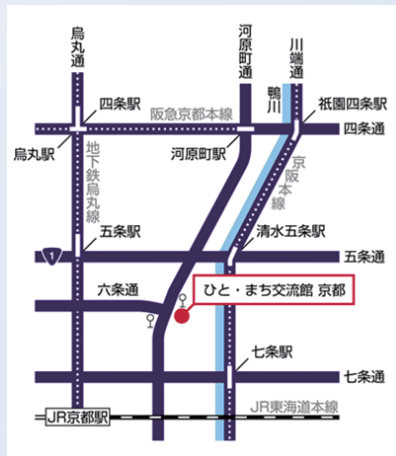 烏丸通
河原町通
川端通
鴨川
四条駅
阪急京都本線
祇園四条駅
四条通
烏丸駅
地下鉄烏丸線
河原町駅
京阪本線
五条駅
清水五条駅
1
五条通
六条通
ひと・まち交流館 京都
七条駅
七条通
JR京都駅
JR東海道本線